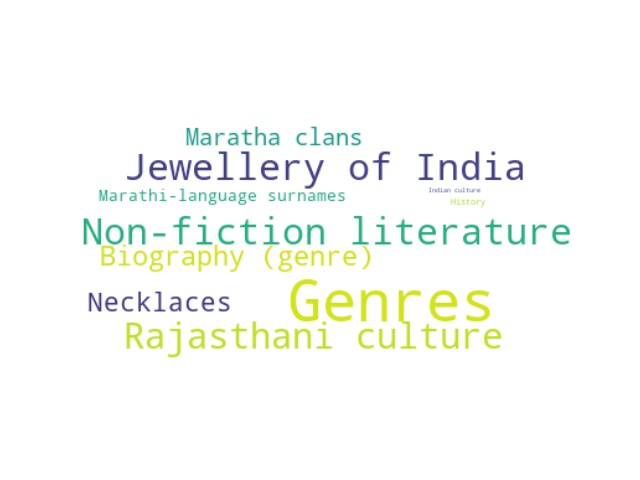 Maratha clans
Jewellery of India
Marathi-language surnames
Indian culture
History
Non-fiction literature
Biography (genre)
Necklaces
Genres
Rajasthani culture